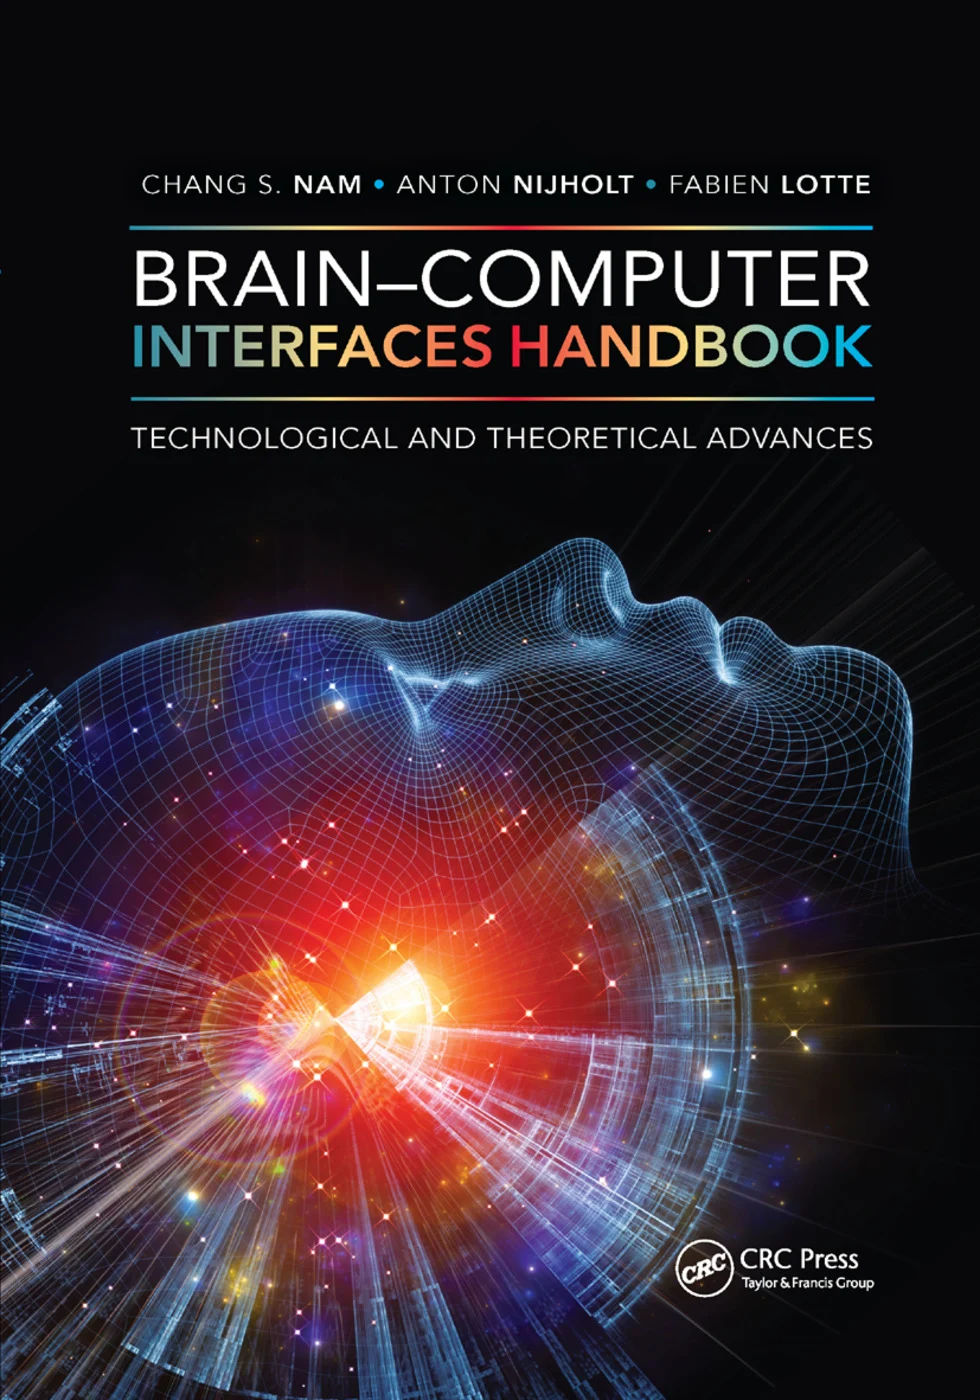 CHANG S. NAM • ANTON NIJHOLT • FABIEN LOTTE
BRAIN–COMPUTER
INTERFACES HANDBOOK
TECHNOLOGICAL AND THEORETICAL ADVANCES
CRC CRC Press
Taylor & Francis Group